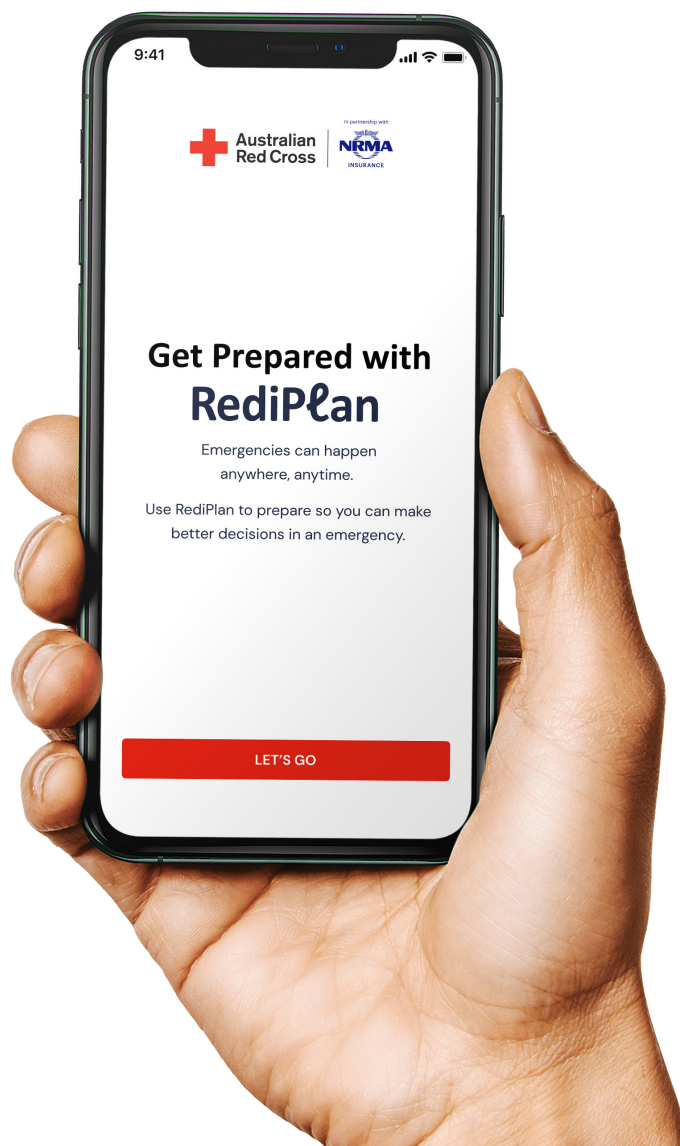 9:41
In partnership with
Australian
Red Cross
NRMA
INSURANCE
Get Prepared with
RediPlan
Emergencies can happen
anywhere, anytime.
Use RediPlan to prepare so you can make
better decisions in an emergency.
LET'S GO